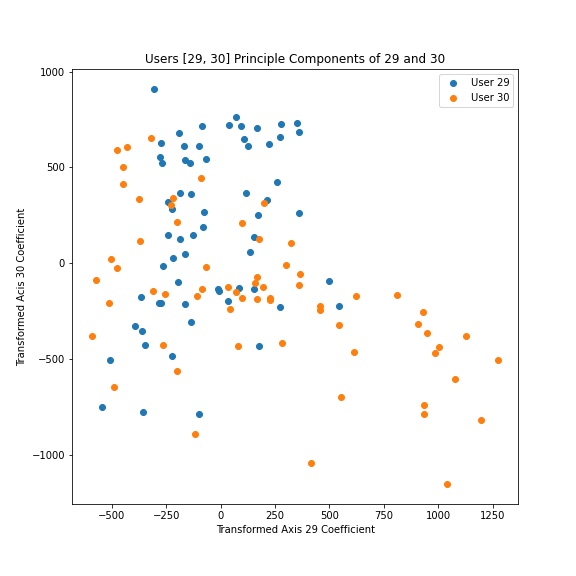 Users [29, 30] Principle Components of 29 and 30
User 29
User 30
Transformed Acis 30 Coefficient
1000
500
0
−500
−1000
−500
−250
0
250
500
750
1000
1250
Transformed Axis 29 Coefficient